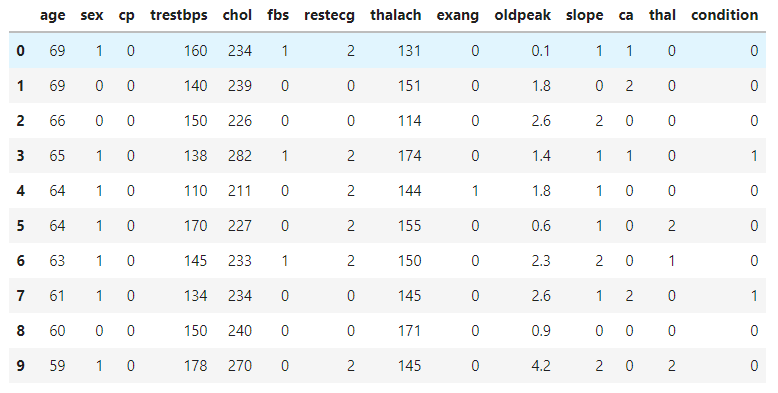 age sex cp trestbps chol fbs restecg thalach exang oldpeak slope ca thal condition
0 69 1 0 160 234 1 2 131 0 0.1 1 1 0 0
1 69 0 0 140 239 0 0 151 0 1.8 0 2 0 0
2 66 0 0 150 226 0 0 114 0 2.6 2 0 0 0
3 65 1 0 138 282 1 2 174 0 1.4 1 1 0 1
4 64 1 0 110 211 0 2 144 1 1.8 1 0 0 0
5 64 1 0 170 227 0 2 155 0 0.6 1 0 2 0
6 63 1 0 145 233 1 2 150 0 2.3 2 0 1 0
7 61 1 0 134 234 0 0 145 0 2.6 1 2 0 1
8 60 0 0 150 240 0 0 171 0 0.9 0 0 0 0
9 59 1 0 178 270 0 2 145 0 4.2 2 0 2 0